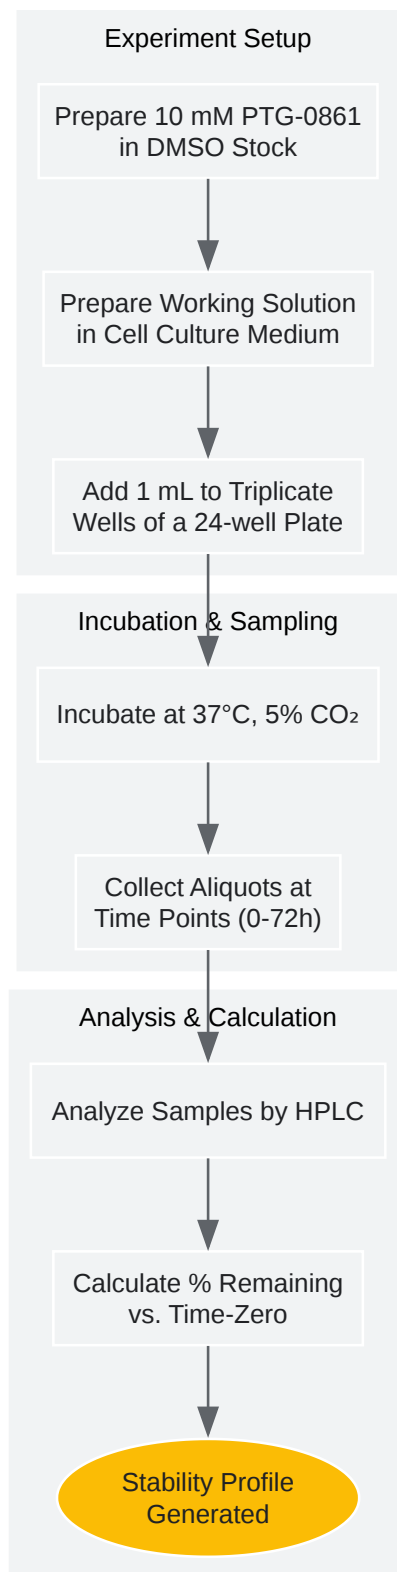 Experiment Setup
Prepare 10 mM PTG-0861
in DMSO Stock
Prepare Working Solution
in Cell Culture Medium
Add 1 mL to Triplicate
Wells of a 24-well Plate
Incubation & Sampling
Incubate at 37°C, 5% CO₂
Collect Aliquots at
Time Points (0-72h)
Analysis & Calculation
Analyze Samples by HPLC
Calculate % Remaining
vs. Time-Zero
Stability Profile
Generated